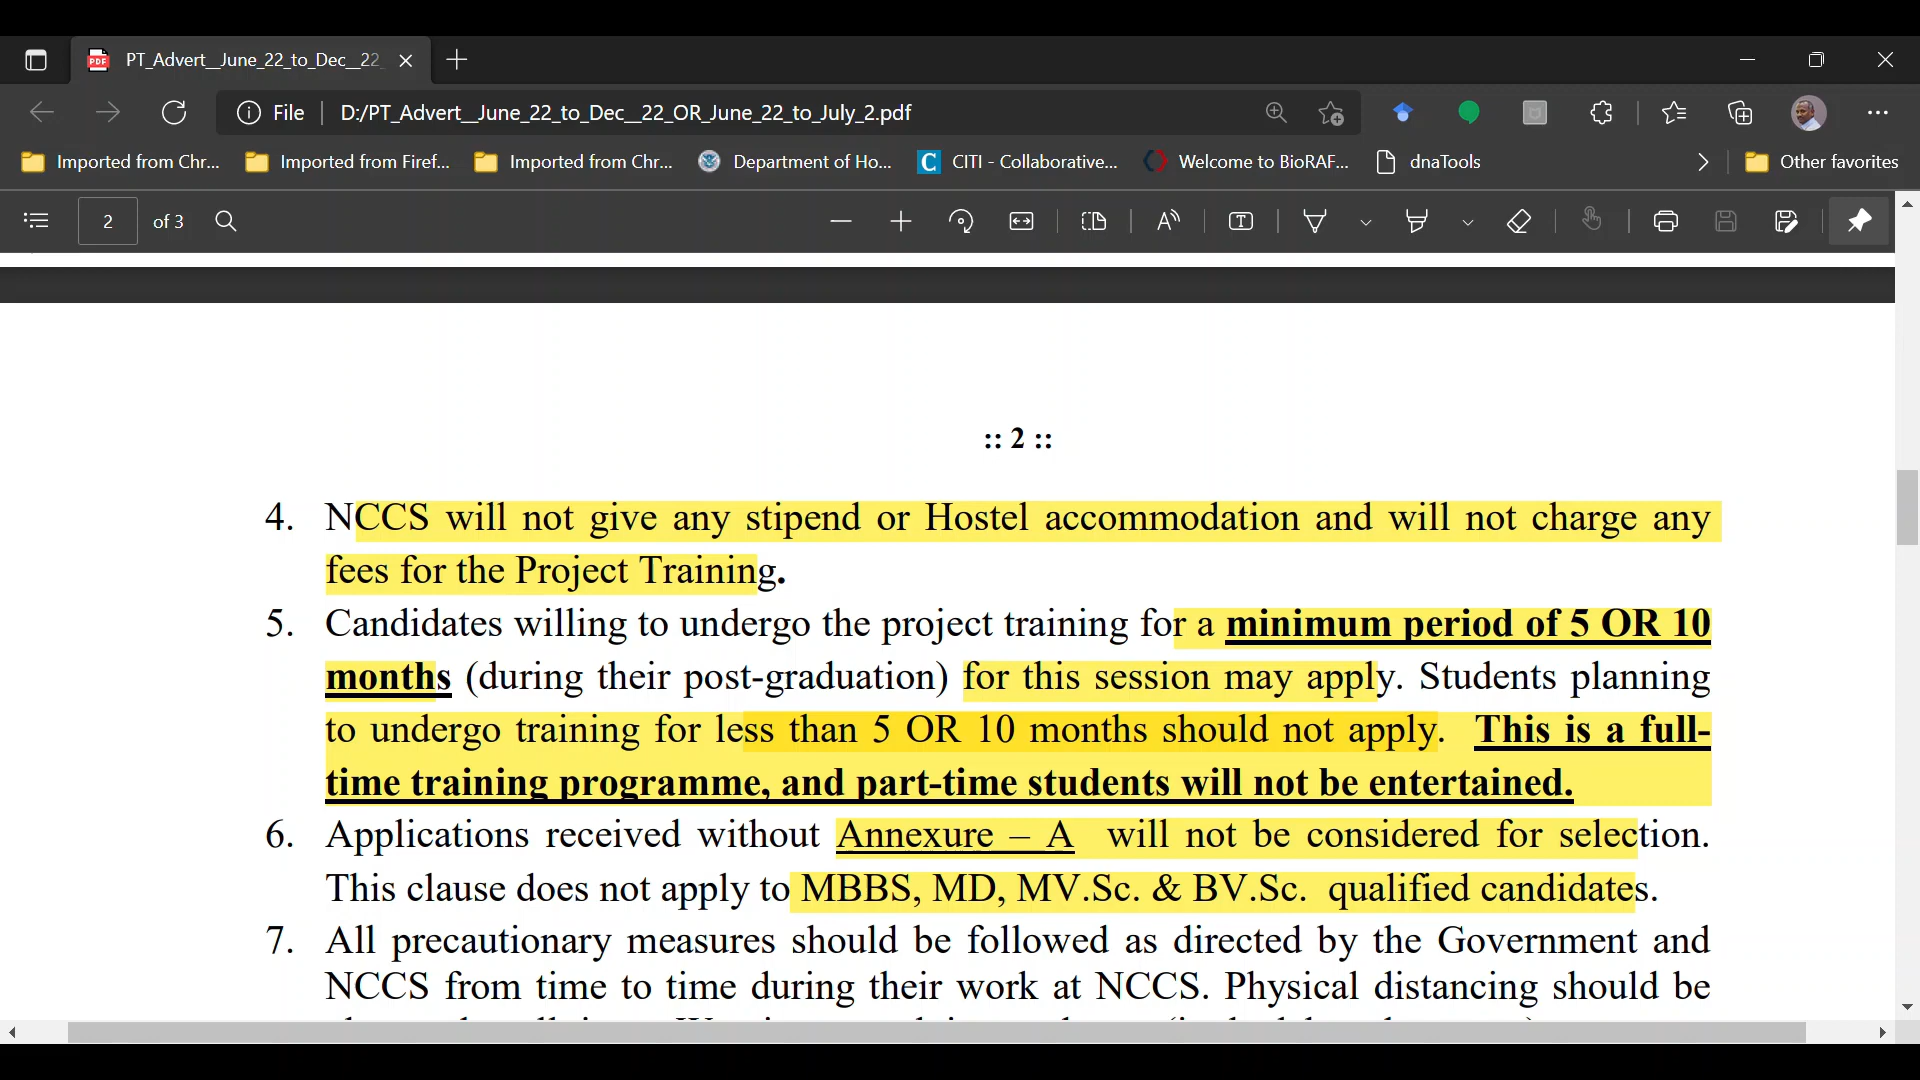 PT_Advert__June_22_to_Dec__22_
File
D:/PT_Advert__June_22_to_Dec__22_OR_June_22_to_July_2.pdf
Imported from Chr...
Imported from Firef...
Imported from Chr...
Department of Ho...
CITI - Collaborative...
Welcome to BioRAF...
dnaTools
Other favorites
2 of 3
:: 2 ::
4. NCCS will not give any stipend or Hostel accommodation and will not charge any
fees for the Project Training.
5. Candidates willing to undergo the project training for a minimum period of 5 OR 10
months (during their post-graduation) for this session may apply. Students planning
to undergo training for less than 5 OR 10 months should not apply. This is a full-
time training programme, and part-time students will not be entertained.
6. Applications received without Annexure – A will not be considered for selection.
This clause does not apply to MBBS, MD, MV.Sc. & BV.Sc. qualified candidates.
7. All precautionary measures should be followed as directed by the Government and
NCCS from time to time during their work at NCCS. Physical distancing should be